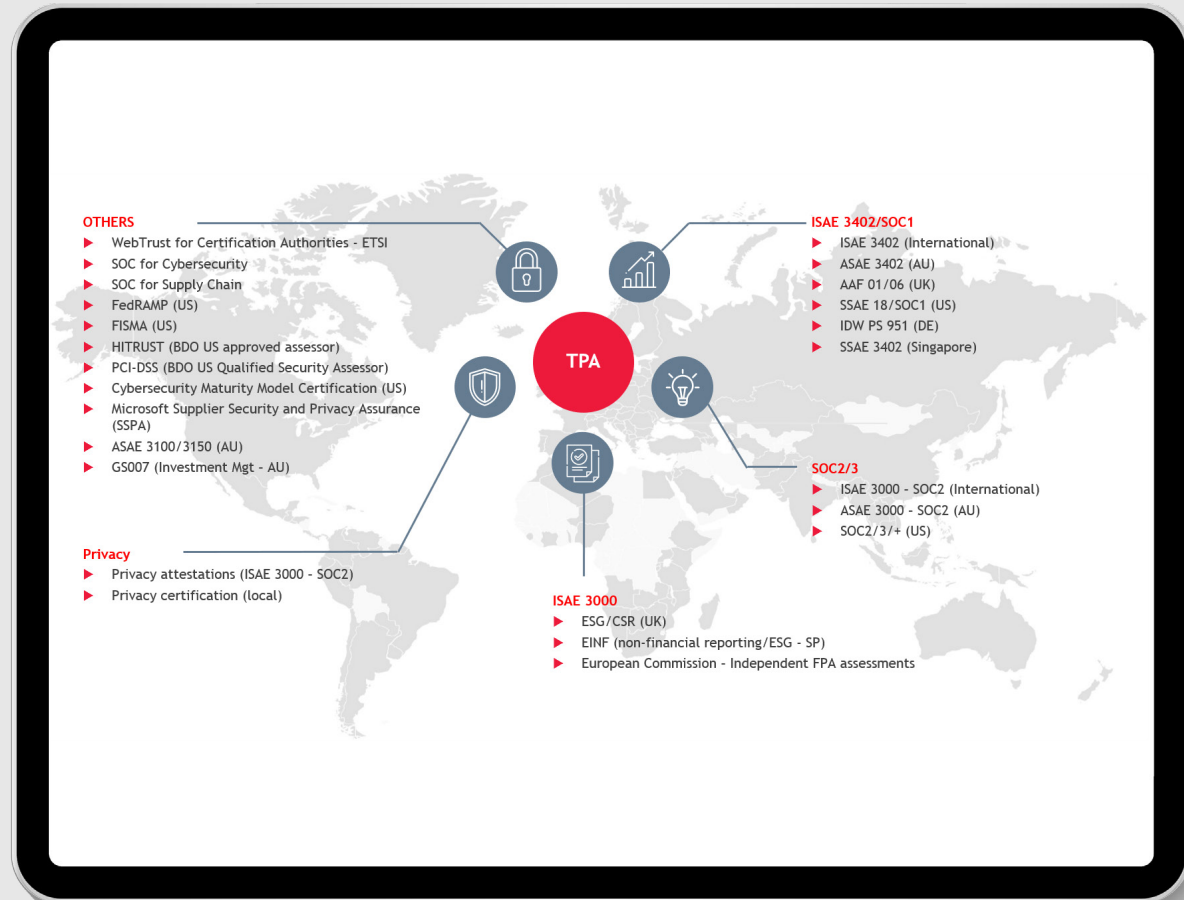 OTHERS
WebTrust for Certification Authorities - ETSI
SOC for Cybersecurity
SOC for Supply Chain
FedRAMP (US)
FISMA (US)
HITRUST (BDO US approved assessor)
PCI-DSS (BDO US Qualified Security Assessor)
Cybersecurity Maturity Model Certification (US)
Microsoft Supplier Security and Privacy Assurance
(SSPA)
ASAE 3100/3150 (AU)
GS007 (Investment Mgt - AU)
Privacy
Privacy attestations (ISAE 3000 - SOC2)
Privacy certification (local)
TPA
ISAE 3000
ESG/CSR (UK)
EINF (non-financial reporting/ESG - SP)
European Commission - Independent FPA assessments
ISAE 3402/SOC1
ISAE 3402 (International)
ASAE 3402 (AU)
AAF 01/06 (UK)
SSAE 18/SOC1 (US)
IDW PS 951 (DE)
SSAE 3402 (Singapore)
SOC2/3
ISAE 3000 - SOC2 (International)
ASAE 3000 - SOC2 (AU)
SOC2/3/+ (US)